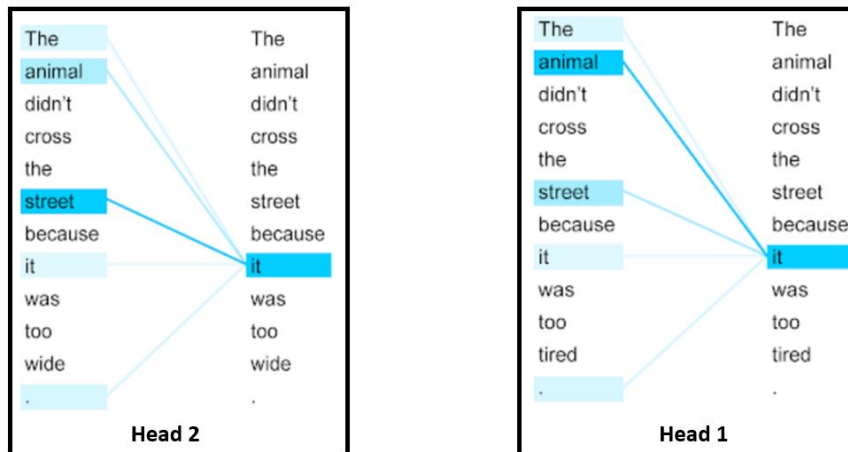 The The
animal animal
didn't didn't
cross cross
the the
street street
because because
it it
was was
too too
wide wide
. .
Head 2
The The
animal animal
didn't didn't
cross cross
the the
street street
because because
it it
was was
too too
tired tired
. .
Head 1